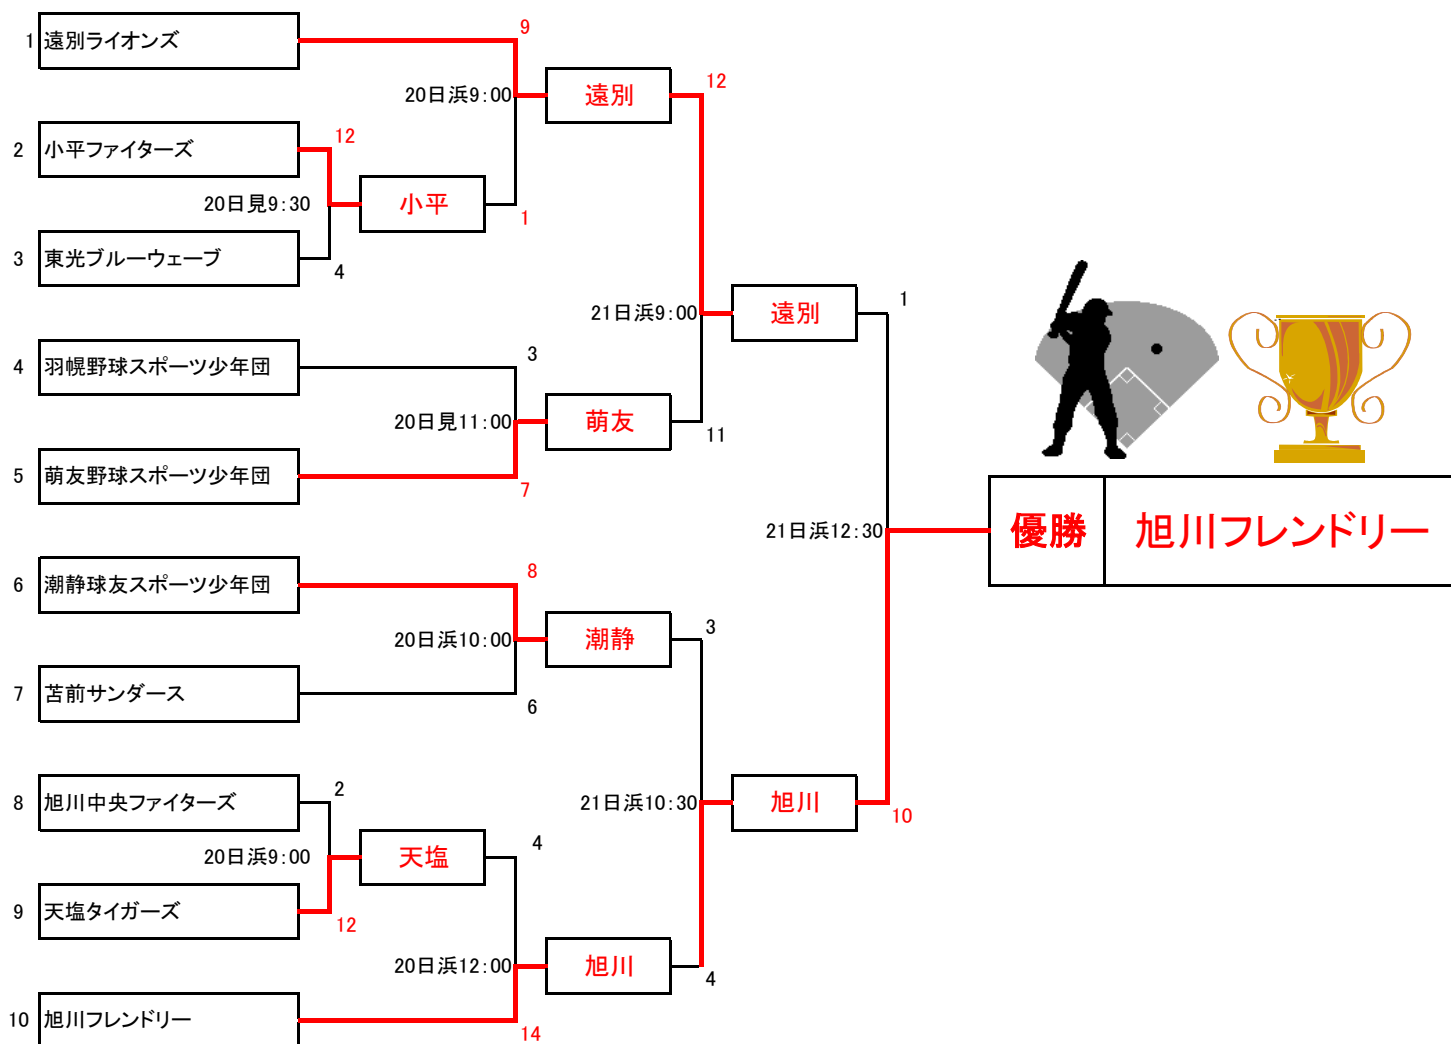 9
1 遠別ライオンズ
遠別 12
20日浜9:00
12
2 小平ファイターズ
20日見9:30 小平
1
3 東光ブルーウェーブ
4
遠別 1
21日浜9:00
3
4 羽幌野球スポーツ少年団
20日見11:00 萌友
11
5 萌友野球スポーツ少年団
7
優勝 旭川フレンドリー
21日浜12:30
8
6 潮静球友スポーツ少年団
20日浜10:00 潮静 3
7 苫前サンダース
6
2
8 旭川中央ファイターズ
21日浜10:30 旭川
10
20日浜9:00 天塩 4
9 天塩タイガーズ
12
20日浜12:00 旭川
4
10 旭川フレンドリー
14